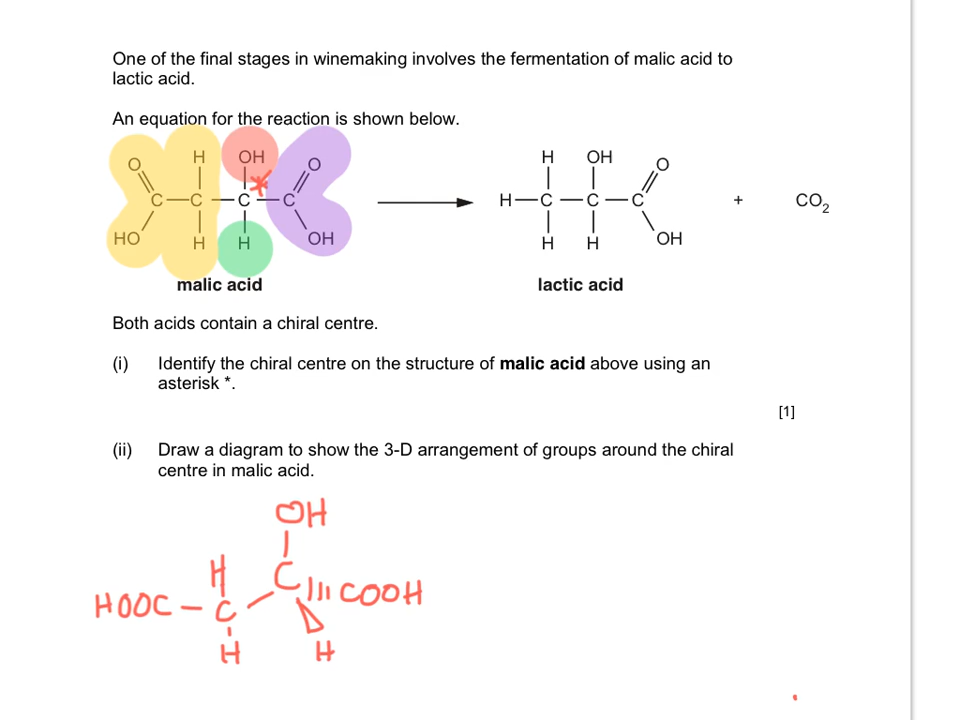 One of the final stages in winemaking involves the fermentation of malic acid to
lactic acid.
An equation for the reaction is shown below.
O H OH O H OH O
C C C C H C C C + CO2
HO H H OH H H OH
malic acid lactic acid
Both acids contain a chiral centre.
(i) Identify the chiral centre on the structure of malic acid above using an
asterisk *.
[1]
(ii) Draw a diagram to show the 3-D arrangement of groups around the chiral
centre in malic acid.
OH
H C COOH
HOOC – C
H H